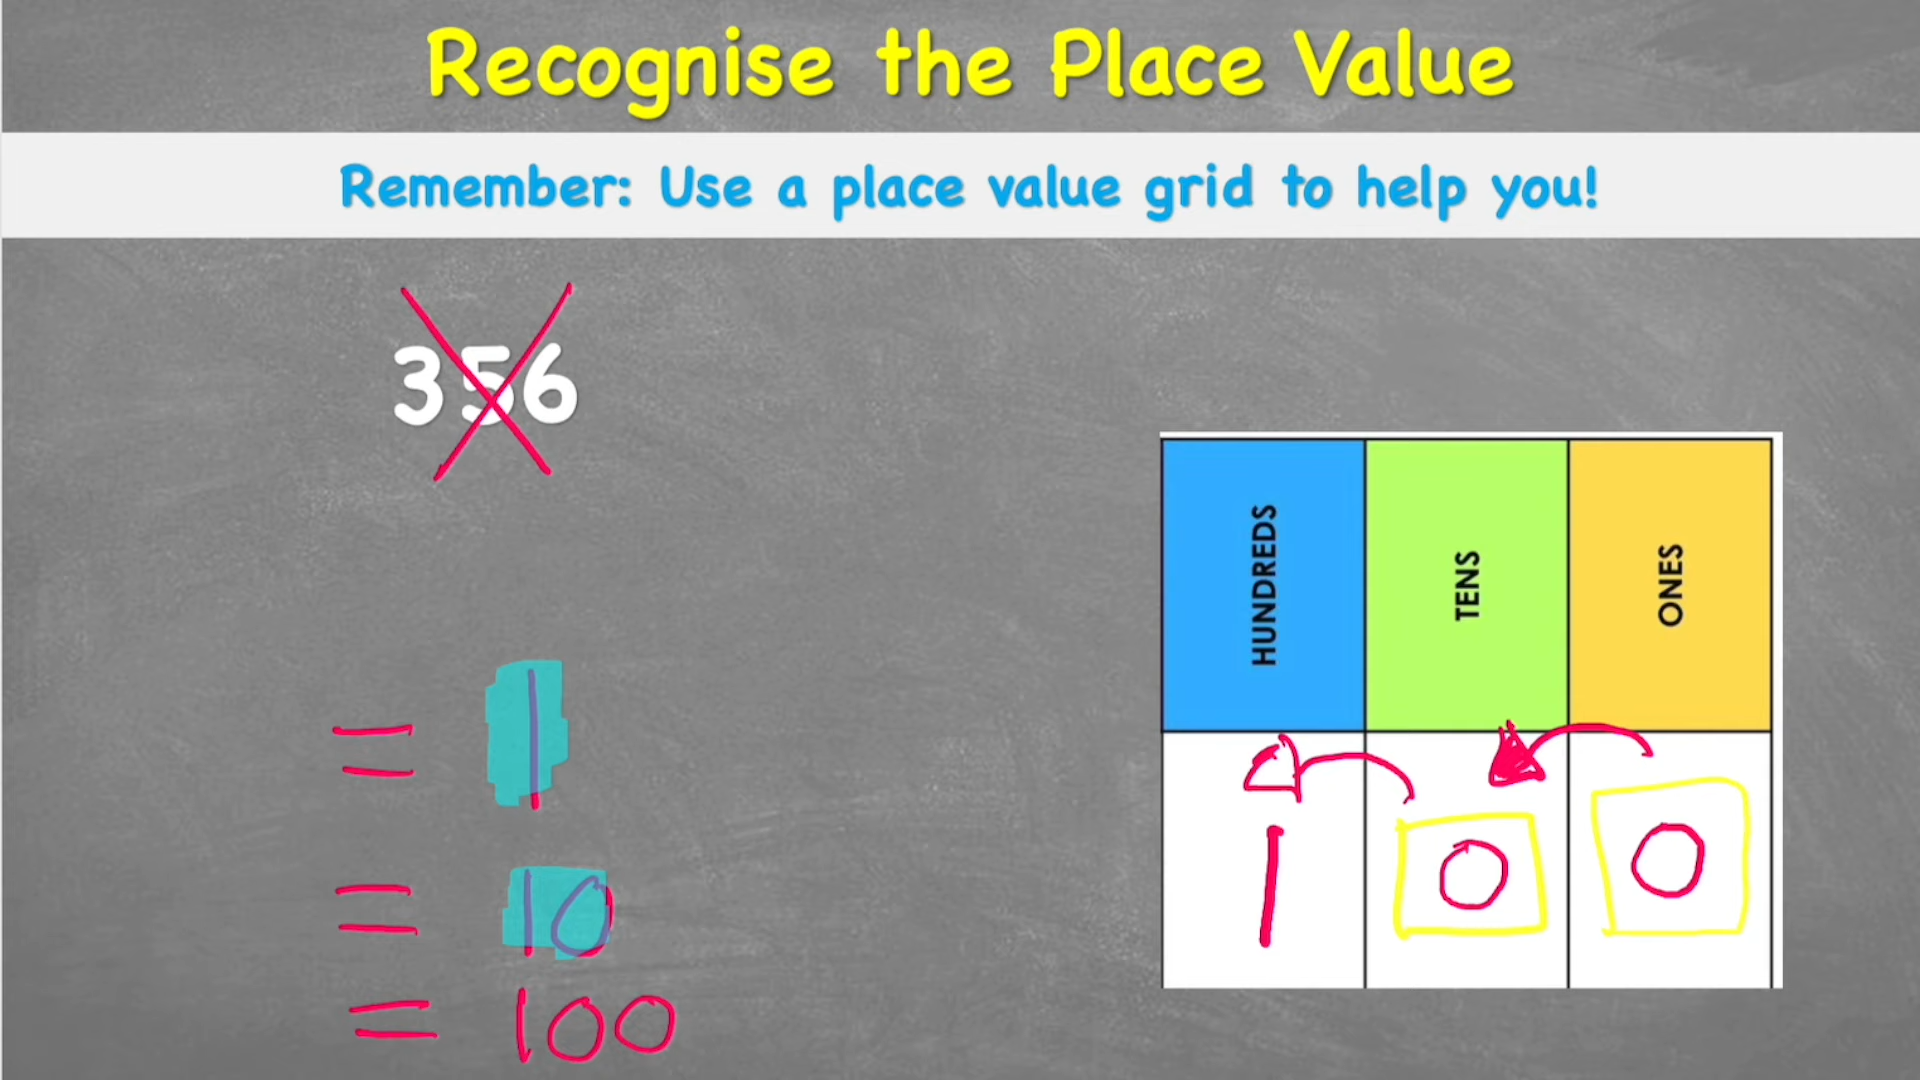 Recognise the Place Value
Remember: Use a place value grid to help you!
356
HUNDREDS TENS ONES
1 0 0
= 1
= 10
= 100